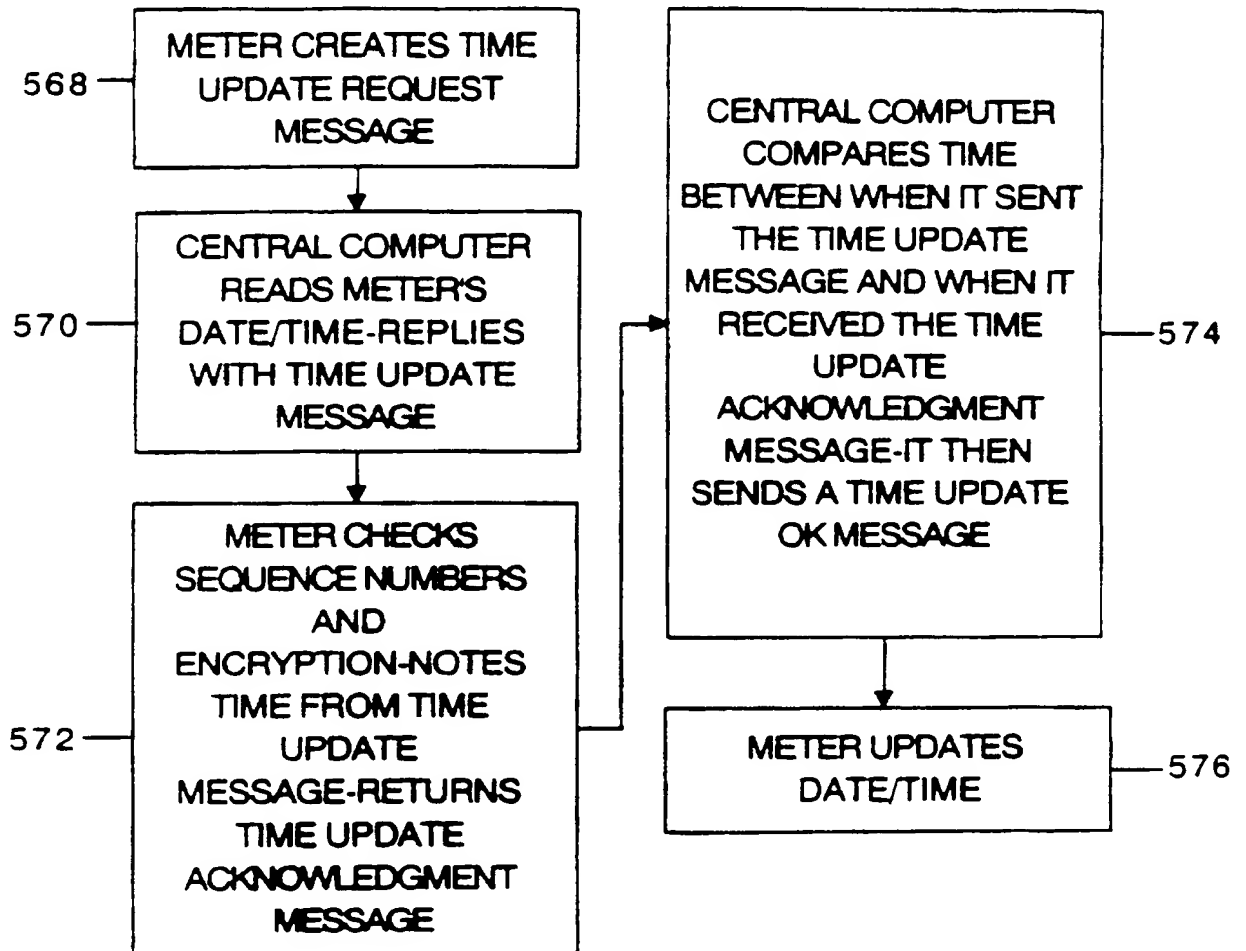 568
METER CREATES TIME
UPDATE REQUEST
MESSAGE
570
CENTRAL COMPUTER
READS METER'S
DATE/TIME-REPLIES
WITH TIME UPDATE
MESSAGE
572
METER CHECKS
SEQUENCE NUMBERS
AND
ENCRYPTION-NOTES
TIME FROM TIME
UPDATE
MESSAGE-RETURNS
TIME UPDATE
ACKNOWLEDGMENT
MESSAGE
CENTRAL COMPUTER
COMPARES TIME
BETWEEN WHEN IT SENT
THE TIME UPDATE
MESSAGE AND WHEN IT
RECEIVED THE TIME
UPDATE
ACKNOWLEDGMENT
MESSAGE-IT THEN
SENDS A TIME UPDATE
OK MESSAGE
574
METER UPDATES
DATE/TIME
576